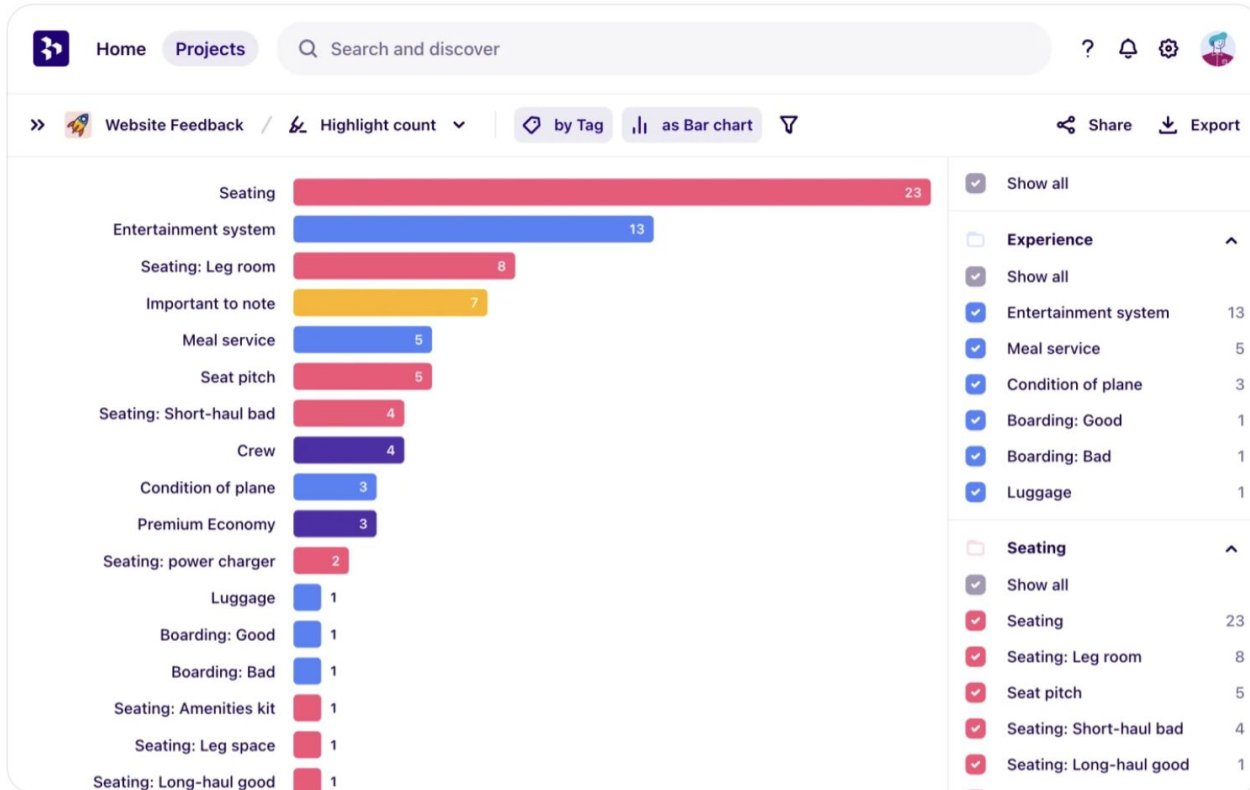 Home Projects Search and discover ?
Website Feedback / Highlight count by Tag as Bar chart Share Export
Seating 23
Entertainment system 13
Seating: Leg room 8
Important to note 7
Meal service 5
Seat pitch 5
Seating: Short-haul bad 4
Crew 4
Condition of plane 3
Premium Economy 3
Seating: power charger 2
Luggage 1
Boarding: Good 1
Boarding: Bad 1
Seating: Amenities kit 1
Seating: Leg space 1
Seating: Long-haul good 1
Show all
Experience
Show all
Entertainment system 13
Meal service 5
Condition of plane 3
Boarding: Good 1
Boarding: Bad 1
Luggage 1
Seating
Show all
Seating 23
Seating: Leg room 8
Seat pitch 5
Seating: Short-haul bad 4
Seating: Long-haul good 1